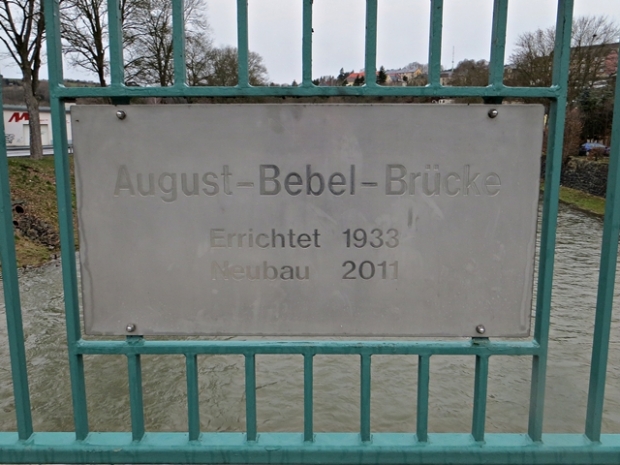 August-Bebel-Brücke
Errichtet 1933
Neubau 2011